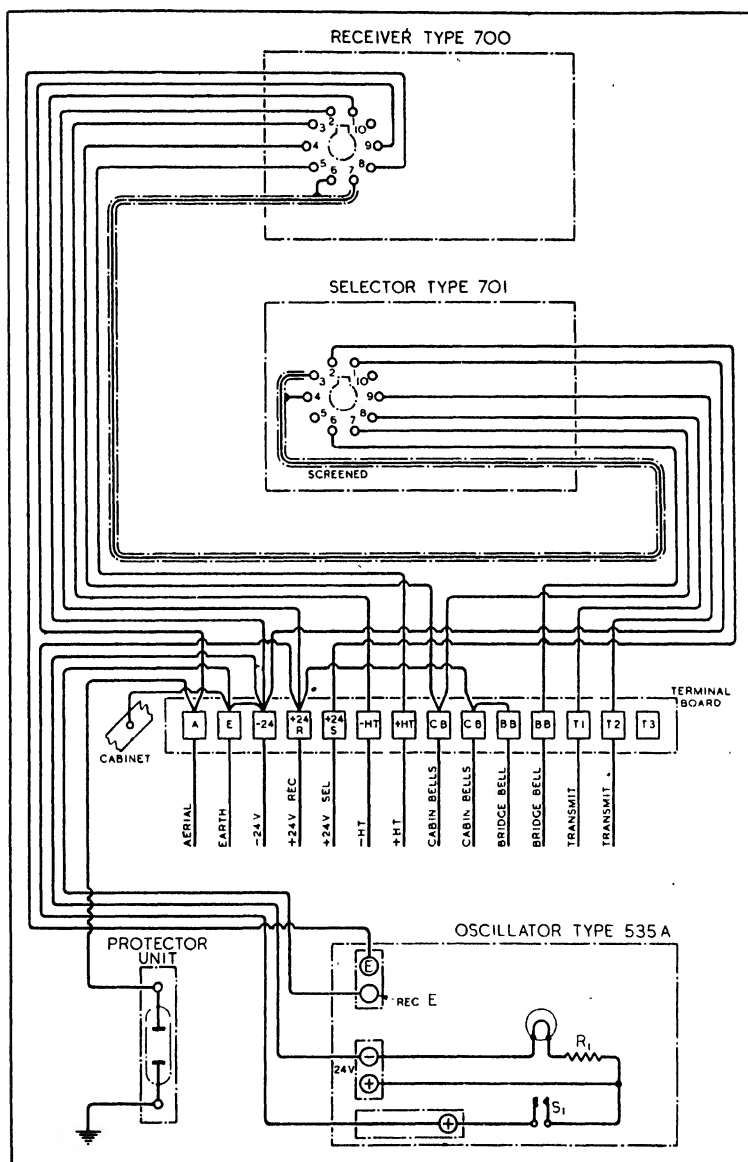 RECEIVER TYPE 700
2
3
10
4
9
5
8
6
7
SELECTOR TYPE 701
2
3
10
4
9
5
8
6
7
SCREENED
TERMINAL
BOARD
A
E
-24
+24
R
+24
S
-HT
+HT
CB
CB
BB
BB
T1
T2
T3
CABINET
AERIAL
EARTH
-24V
+24V REC
+24V SEL
-HT
+HT
CABIN BELLS
CABIN BELLS
BRIDGE BELL
BRIDGE BELL
TRANSMIT
TRANSMIT
PROTECTOR
UNIT
OSCILLATOR TYPE 535A
E
REC E
24V
-
+
R1
S1
+